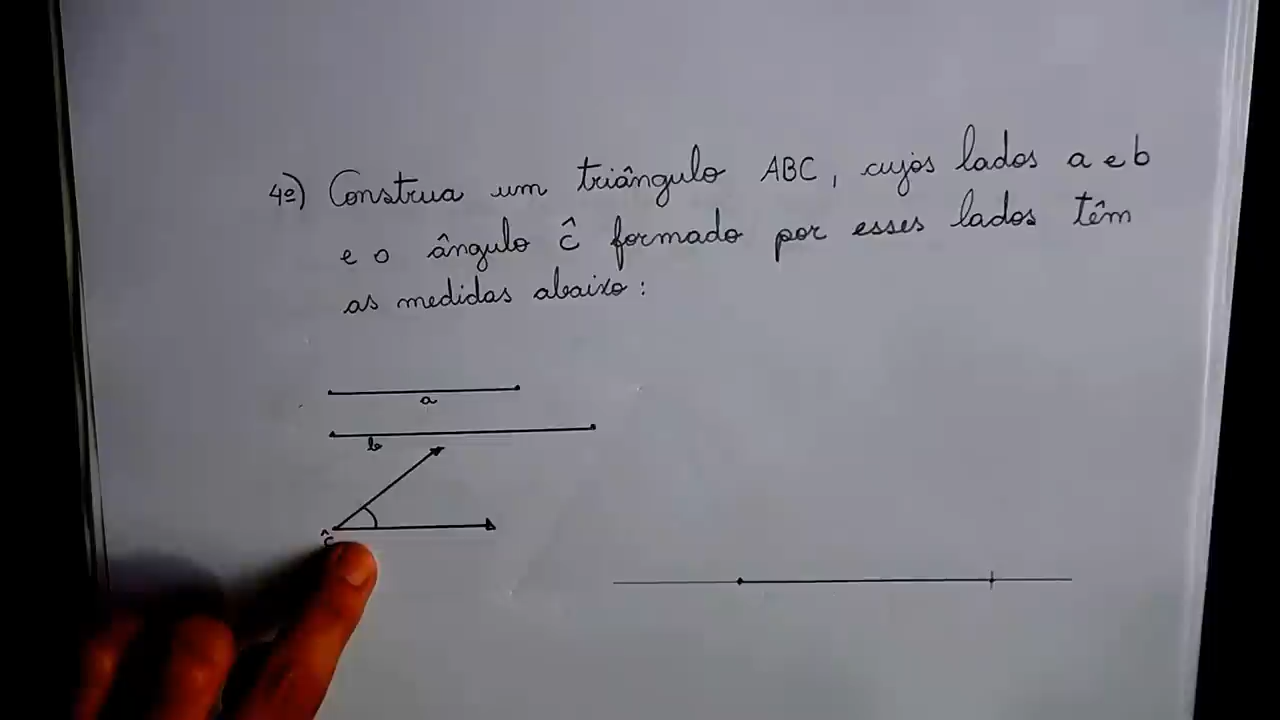 4º) Construa um triângulo ABC, cujos lados a e b
e o ângulo ĉ formado por esses lados têm
as medidas abaixo:
a
b
ĉ